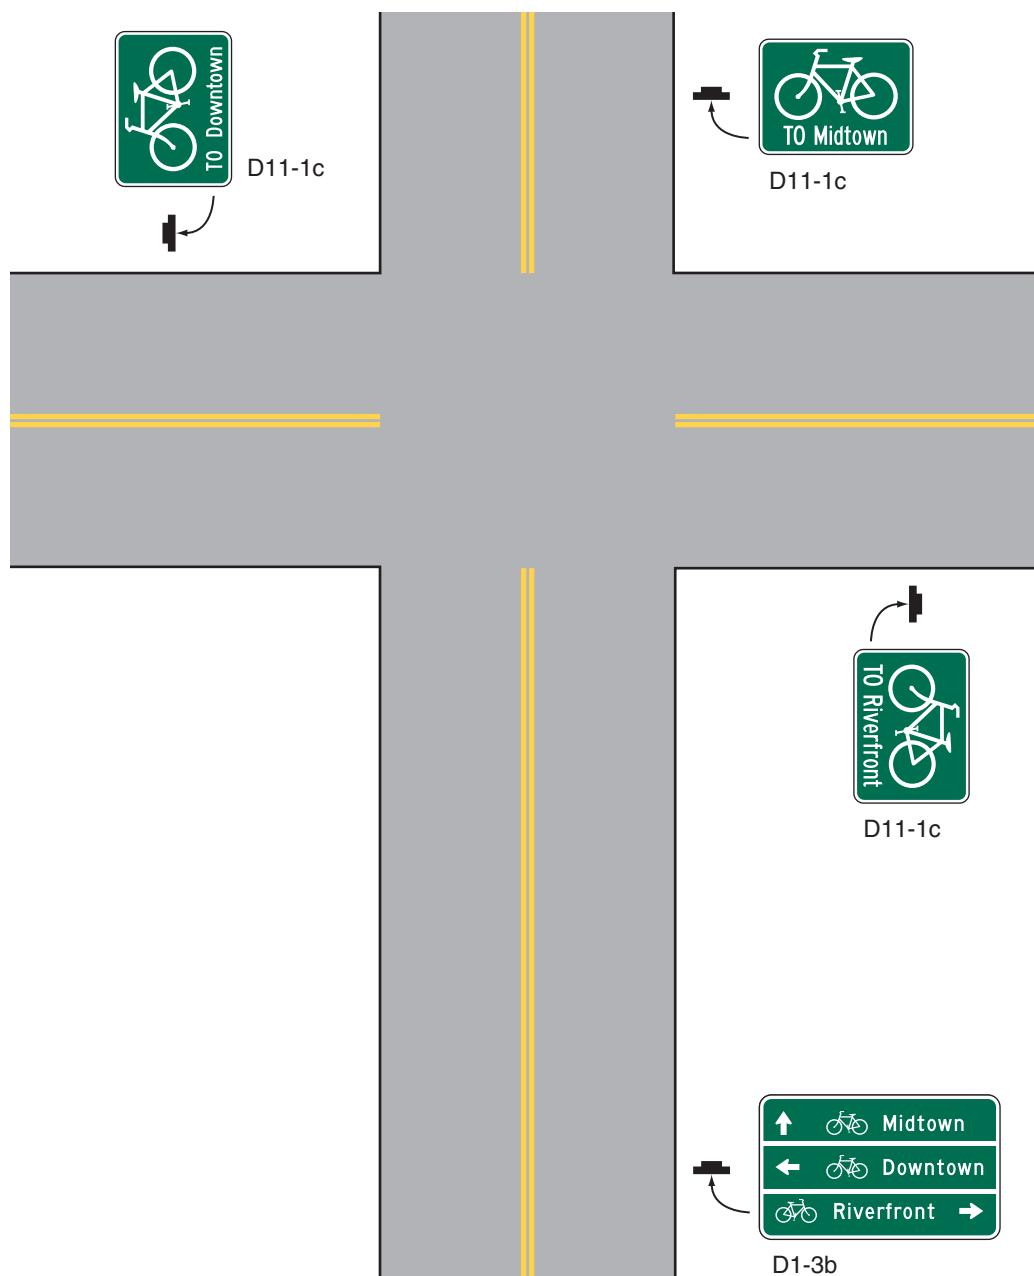 TO Downtown
D11-1c
TO Midtown
D11-1c
TO Riverfront
D11-1c
Midtown
Downtown
Riverfront
D1-3b